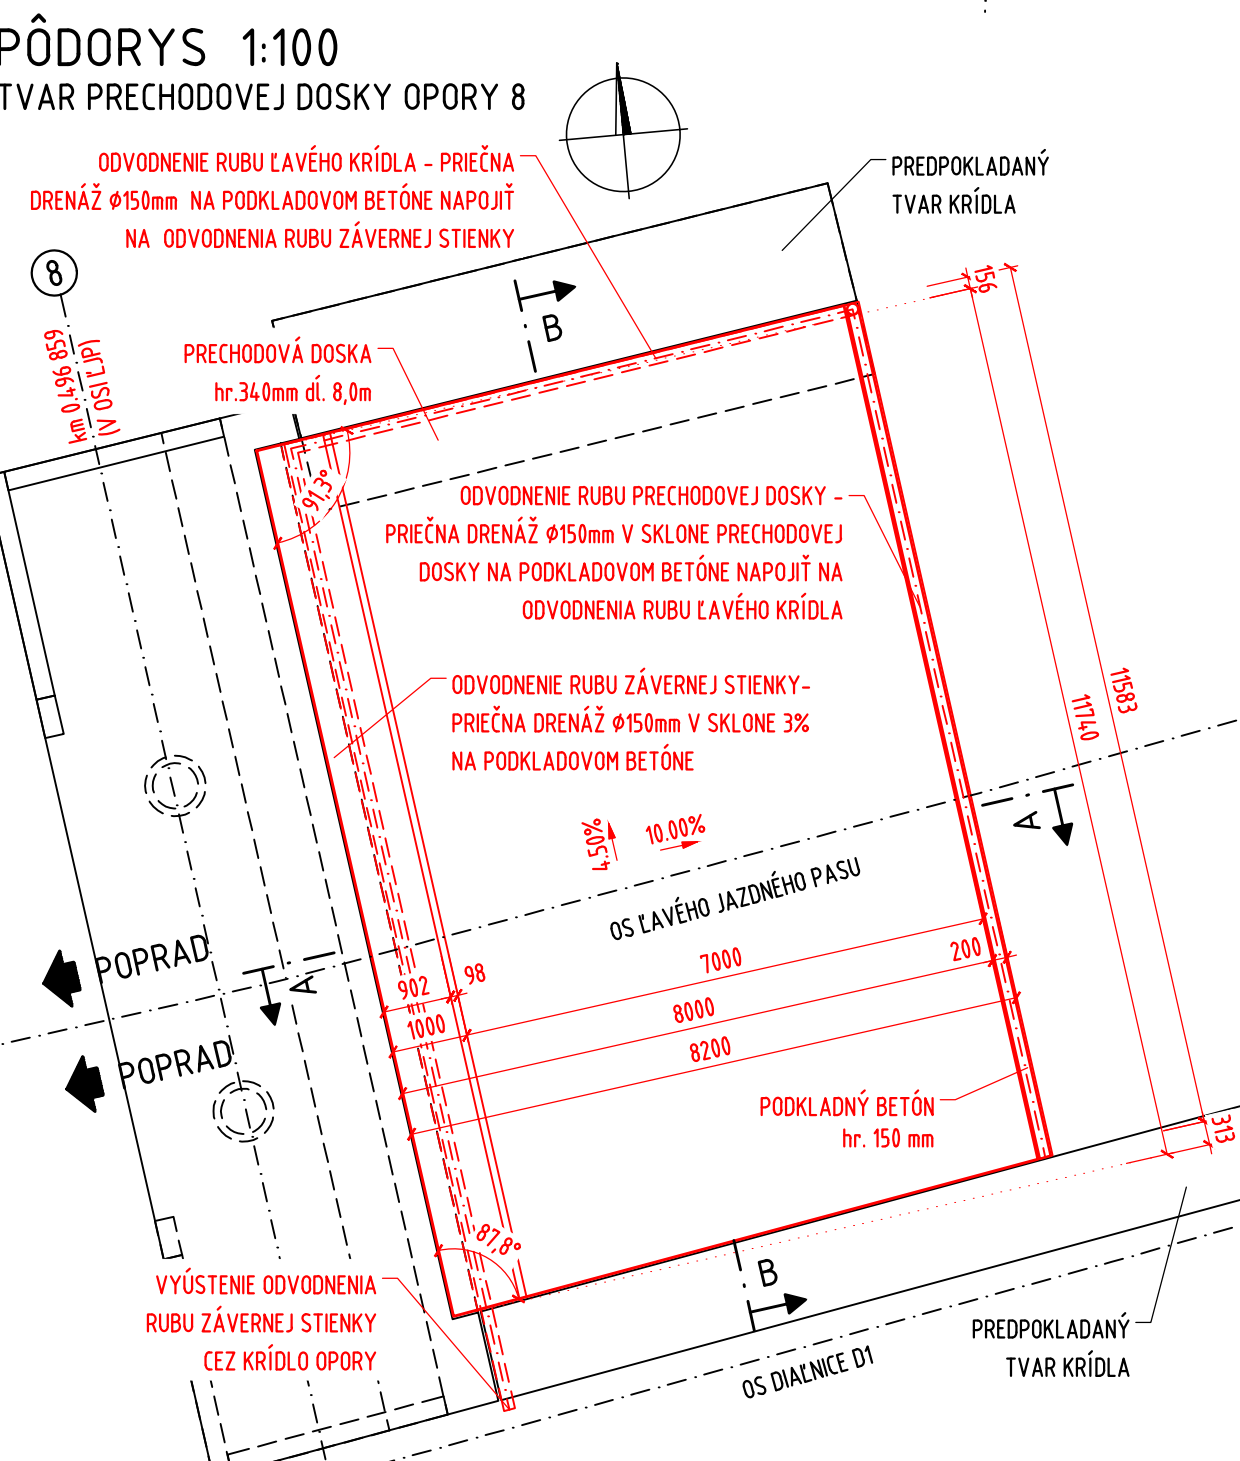 PÔDORYS 1:100
TVAR PRECHODOVEJ DOSKY OPORY 8
ODVODNENIE RUBU ĽAVÉHO KRÍDLA - PRIEČNA
DRENÁŽ φ150mm NA PODKLADOVOM BETÓNE NAPOJIŤ
NA ODVODNENIA RUBU ZÁVERNEJ STIENKY
PREDPOKLADANÝ
TVAR KRÍDLA
8
km 0.496 859
(V OSI ĽJP)
B
156
PRECHODOVÁ DOSKA
hr.340mm dĺ. 8,0m
91,3°
ODVODNENIE RUBU PRECHODOVEJ DOSKY -
PRIEČNA DRENÁŽ φ150mm V SKLONE PRECHODOVEJ
DOSKY NA PODKLADOVOM BETÓNE NAPOJIŤ NA
ODVODNENIA RUBU ĽAVÉHO KRÍDLA
ODVODNENIE RUBU ZÁVERNEJ STIENKY-
PRIEČNA DRENÁŽ φ150mm V SKLONE 3%
NA PODKLADOVOM BETÓNE
11583
11740
4.50%
10.00%
A
OS ĽAVÉHO JAZDNÉHO PASU
POPRAD
A
902
98
7000
200
1000
8000
8200
POPRAD
PODKLADNÝ BETÓN
hr. 150 mm
313
87,8°
VYÚSTENIE ODVODNENIA
RUBU ZÁVERNEJ STIENKY
CEZ KRÍDLO OPORY
B
PREDPOKLADANÝ
TVAR KRÍDLA
OS DIAĽNICE D1